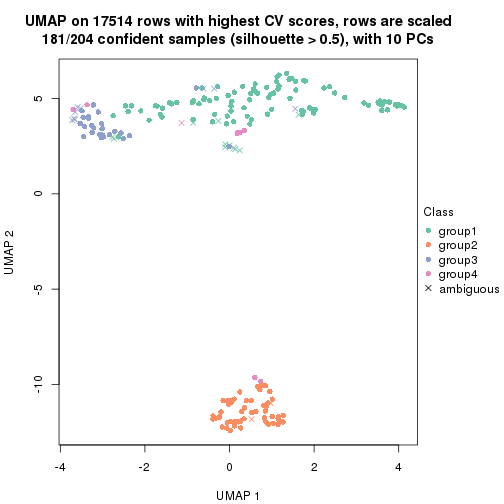 UMAP on 17514 rows with highest CV scores, rows are scaled
181/204 confident samples (silhouette > 0.5), with 10 PCs
5
0
-5
-10
UMAP 2
-4
-2
0
2
4
UMAP 1
Class
group1
group2
group3
group4
ambiguous